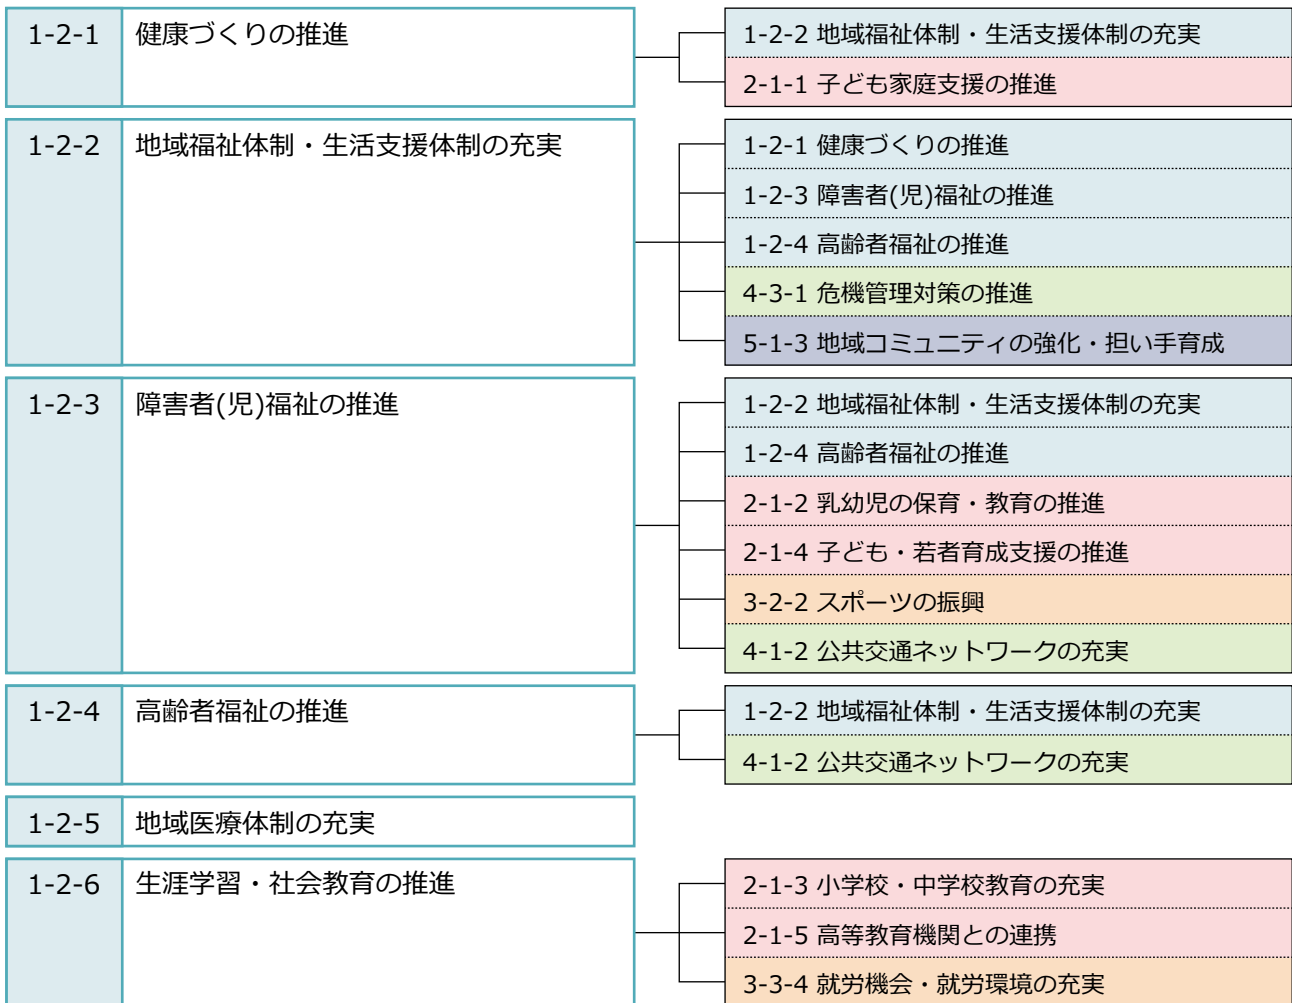 1-2-1 健康づくりの推進
1-2-2 地域福祉体制・生活支援体制の充実
2-1-1 子ども家庭支援の推進
1-2-2 地域福祉体制・生活支援体制の充実
1-2-1 健康づくりの推進
1-2-3 障害者(児)福祉の推進
1-2-4 高齢者福祉の推進
4-3-1 危機管理対策の推進
5-1-3 地域コミュニティの強化・担い手育成
1-2-3 障害者(児)福祉の推進
1-2-2 地域福祉体制・生活支援体制の充実
1-2-4 高齢者福祉の推進
2-1-2 乳幼児の保育・教育の推進
2-1-4 子ども・若者育成支援の推進
3-2-2 スポーツの振興
4-1-2 公共交通ネットワークの充実
1-2-4 高齢者福祉の推進
1-2-2 地域福祉体制・生活支援体制の充実
4-1-2 公共交通ネットワークの充実
1-2-5 地域医療体制の充実
1-2-6 生涯学習・社会教育の推進
2-1-3 小学校・中学校教育の充実
2-1-5 高等教育機関との連携
3-3-4 就労機会・就労環境の充実